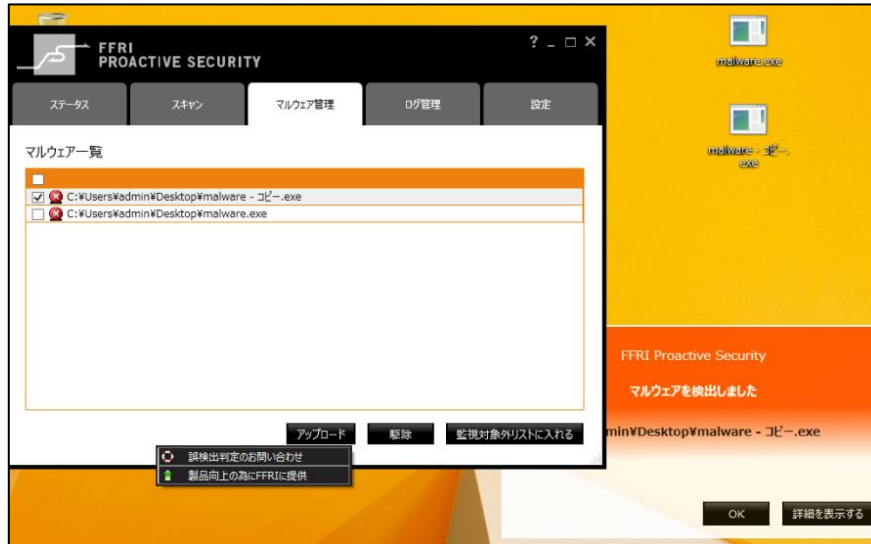 FFRI
PROACTIVE SECURITY
? _ □ ×
ステータス
スキャン
マルウェア管理
ログ管理
設定
マルウェア一覧
C:¥Users¥admin¥Desktop¥malware - コピー.exe
C:¥Users¥admin¥Desktop¥malware.exe
アップロード
駆除
監視対象外リストに入れる
誤検出判定のお問い合わせ
製品向上の為にFFRIに提供
malware.exe
malware - コピー.
exe
FFRI Proactive Security
マルウェアを検出しました
min¥Desktop¥malware - コピー.exe
OK
詳細を表示する